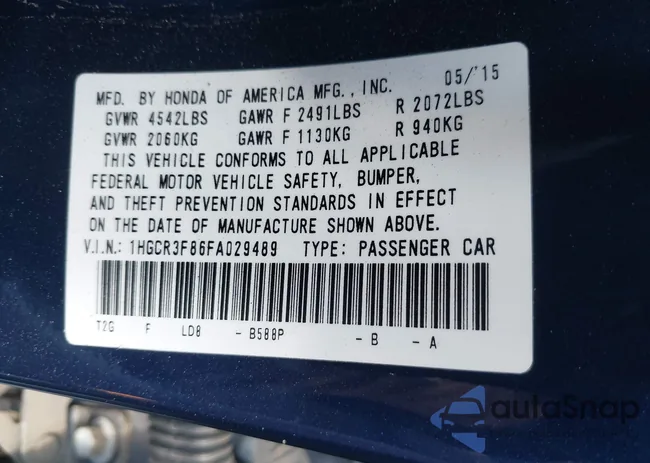 MFD. BY HONDA OF AMERICA MFG., INC. 05/'15
GVWR 4542LBS GAWR F 2491LBS R 2072LBS
GVWR 2060KG GAWR F 1130KG R 940KG
THIS VEHICLE CONFORMS TO ALL APPLICABLE
FEDERAL MOTOR VEHICLE SAFETY, BUMPER,
AND THEFT PREVENTION STANDARDS IN EFFECT
ON THE DATE OF MANUFACTURE SHOWN ABOVE.
V.I.N.: 1HGCR3F86FA029489 TYPE: PASSENGER CAR
T2G F LD8 - B588P - B - A
autaSnap